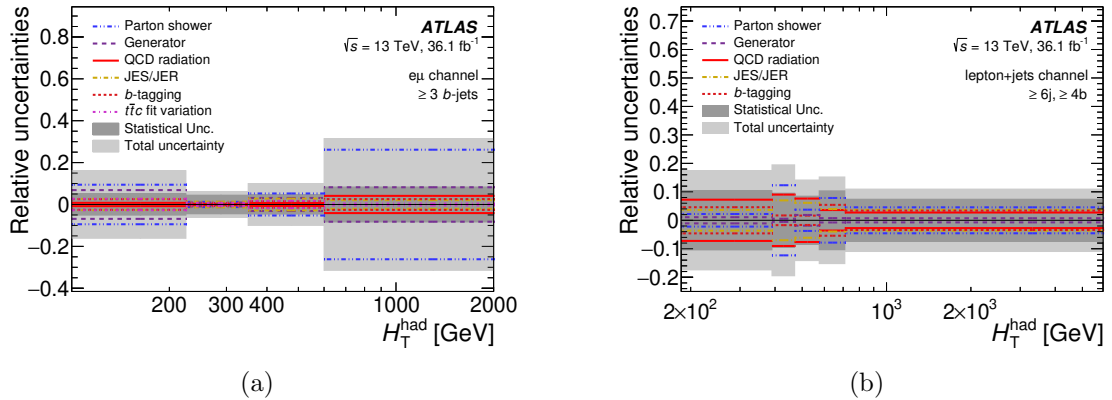 ATLAS
√s = 13 TeV, 36.1 fb⁻¹
eμ channel
≥ 3 b-jets
Parton shower
Generator
QCD radiation
JES/JER
b-tagging
tt̄c fit variation
Statistical Unc.
Total uncertainty
Relative uncertainties
0.8
0.6
0.4
0.2
0
−0.2
−0.4
200 300 400 1000 2000
H_T^had [GeV]
(a)
ATLAS
√s = 13 TeV, 36.1 fb⁻¹
lepton+jets channel
≥ 6j, ≥ 4b
Parton shower
Generator
QCD radiation
JES/JER
b-tagging
Statistical Unc.
Total uncertainty
Relative uncertainties
0.7
0.6
0.5
0.4
0.3
0.2
0.1
0
−0.1
−0.2
2×10² 10³ 2×10³
H_T^had [GeV]
(b)